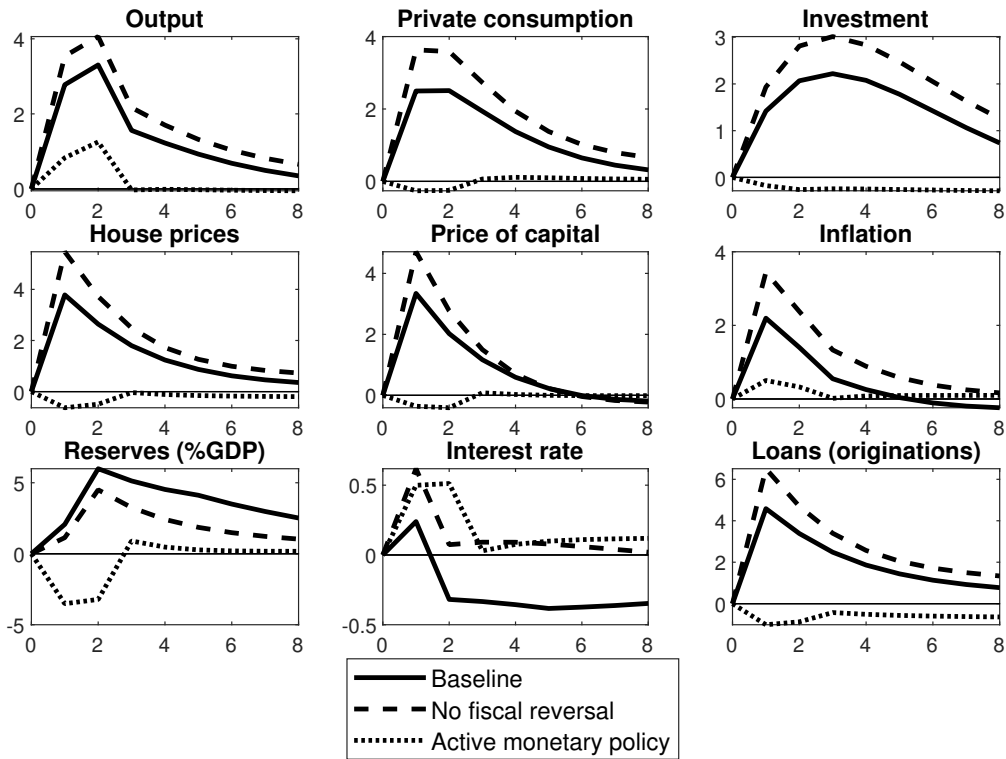 Output
Private consumption
Investment
4
2
0
0 2 4 6 8
4
2
0
0 2 4 6 8
3
2
1
0
0 2 4 6 8
House prices
Price of capital
Inflation
4
2
0
0 2 4 6 8
4
2
0
0 2 4 6 8
4
2
0
0 2 4 6 8
Reserves (%GDP)
Interest rate
Loans (originations)
5
0
-5
0 2 4 6 8
0.5
0
-0.5
0 2 4 6 8
6
4
2
0
0 2 4 6 8
Baseline
No fiscal reversal
Active monetary policy